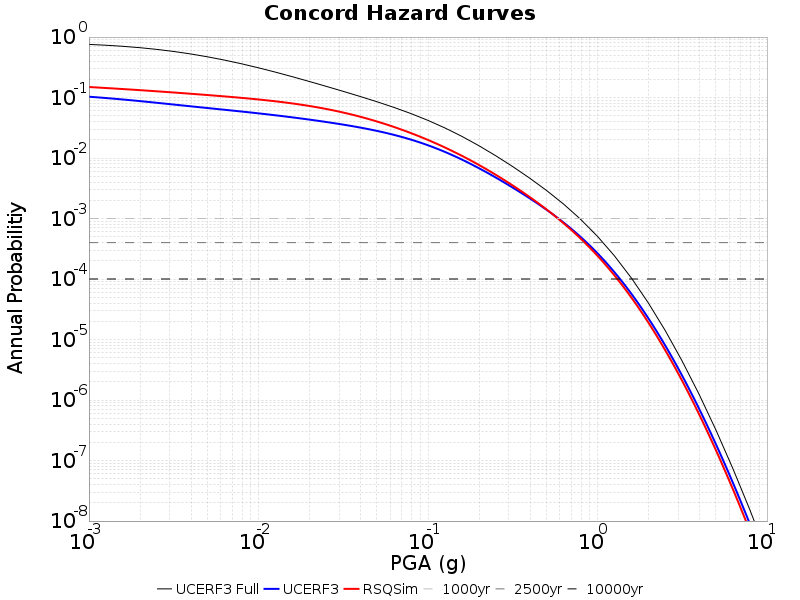 Concord Hazard Curves
Annual Probabilitiy
10^0
10^-1
10^-2
10^-3
10^-4
10^-5
10^-6
10^-7
10^-8
10^-3 10^-2 10^-1 10^0 10^1
PGA (g)
UCERF3 Full UCERF3 RSQSim 1000yr 2500yr 10000yr